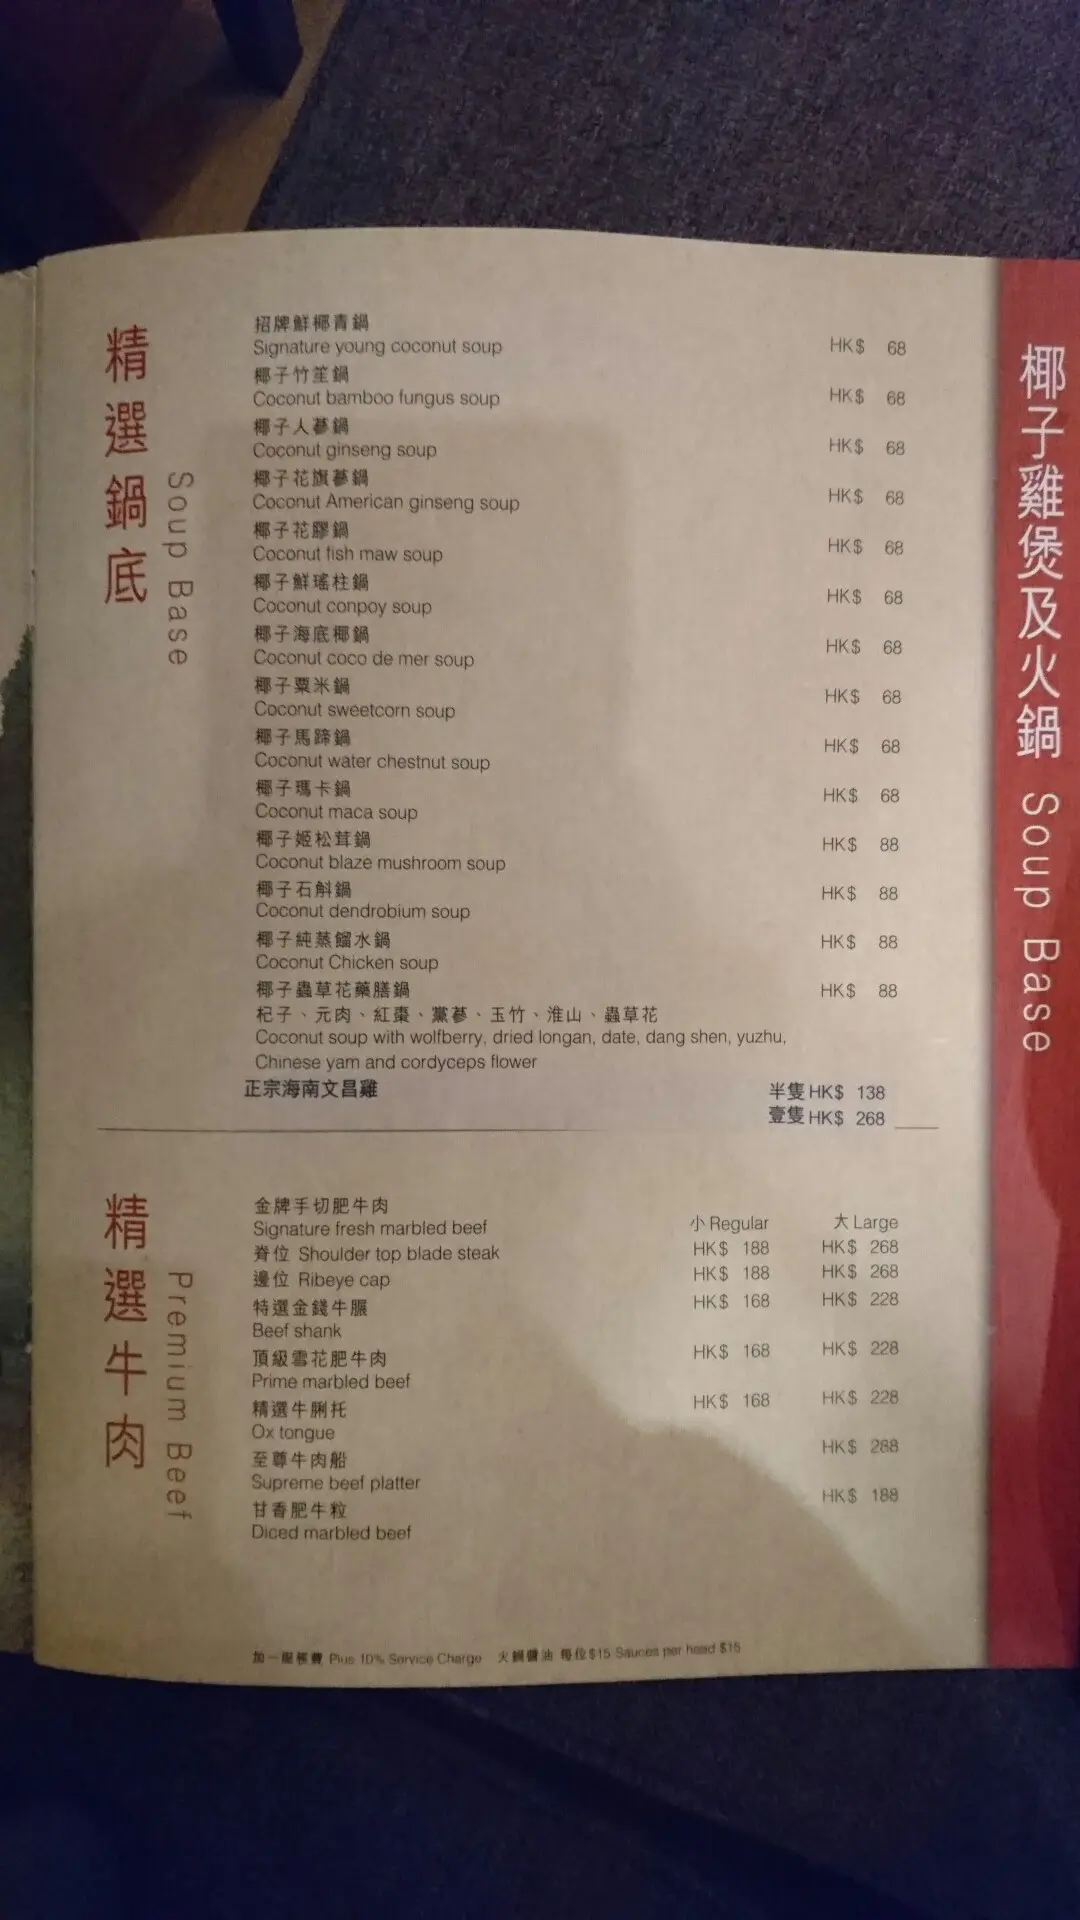 精選鍋底
Soup Base
招牌鮮椰青鍋
Signature young coconut soup HK$ 68
椰子竹笙鍋
Coconut bamboo fungus soup HK$ 68
椰子人蔘鍋
Coconut ginseng soup HK$ 68
椰子花旗蔘鍋
Coconut American ginseng soup HK$ 68
椰子花膠鍋
Coconut fish maw soup HK$ 68
椰子鮮瑤柱鍋
Coconut conpoy soup HK$ 68
椰子海底椰鍋
Coconut coco de mer soup HK$ 68
椰子粟米鍋
Coconut sweetcorn soup HK$ 68
椰子馬蹄鍋
Coconut water chestnut soup HK$ 68
椰子瑪卡鍋
Coconut maca soup HK$ 68
椰子姬松茸鍋
Coconut blaze mushroom soup HK$ 88
椰子石斛鍋
Coconut dendrobium soup HK$ 88
椰子純蒸餾水鍋
Coconut Chicken soup HK$ 88
椰子蟲草花藥膳鍋 HK$ 88
杞子、元肉、紅棗、黨蔘、玉竹、淮山、蟲草花
Coconut soup with wolfberry, dried longan, date, dang shen, yuzhu,
Chinese yam and cordyceps flower
正宗海南文昌雞 半隻 HK$ 138
壹隻 HK$ 268
精選牛肉
Premium Beef
金牌手切肥牛肉
Signature fresh marbled beef 小 Regular 大 Large
脊位 Shoulder top blade steak HK$ 188 HK$ 268
邊位 Ribeye cap HK$ 188 HK$ 268
特選金錢牛𦟌 HK$ 168 HK$ 228
Beef shank
頂級雪花肥牛肉 HK$ 168 HK$ 228
Prime marbled beef
精選牛脷托 HK$ 168 HK$ 228
Ox tongue
至尊牛肉船 HK$ 288
Supreme beef platter
甘香肥牛粒 HK$ 188
Diced marbled beef
加一服務費 Plus 10% Service Charge 火鍋醬油 每位$15 Sauces per head $15
椰子雞煲及火鍋 Soup Base